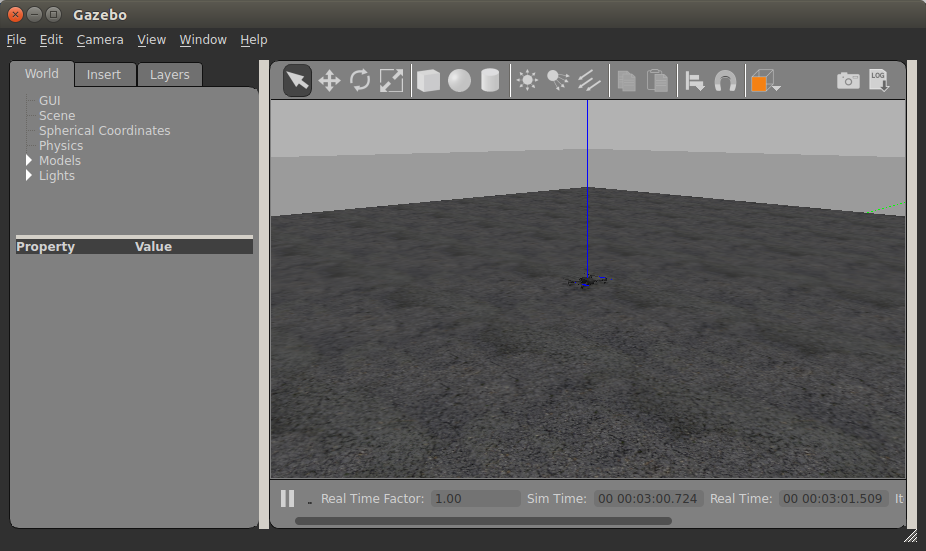 Gazebo
File Edit Camera View Window Help
World Insert Layers
LOG
GUI
Scene
Spherical Coordinates
Physics
Models
Lights
Property Value
Real Time Factor: 1.00 Sim Time: 00 00:03:00.724 Real Time: 00 00:03:01.509 It